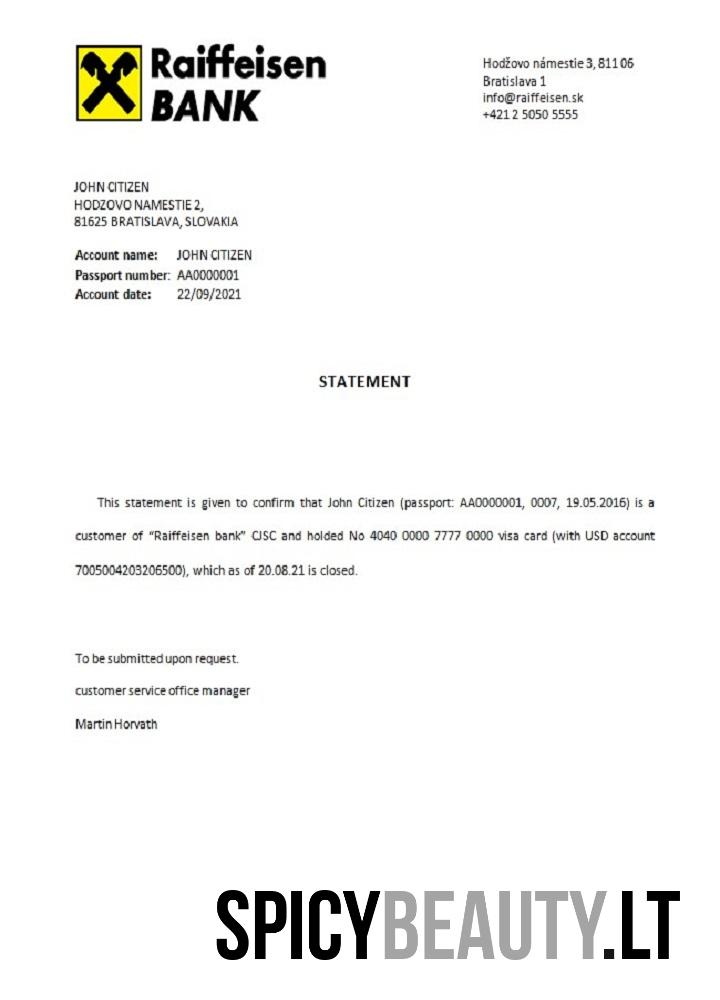 Raiffeisen
BANK
Hodžovo námestie 3, 811 06
Bratislava 1
info@raiffeisen.sk
+421 2 5050 5555
JOHN CITIZEN
HODZOVO NAMESTIE 2,
81625 BRATISLAVA, SLOVAKIA
Account name: JOHN CITIZEN
Passport number: AA0000001
Account date: 22/09/2021
STATEMENT
This statement is given to confirm that John Citizen (passport: AA0000001, 0007, 19.05.2016) is a
customer of “Raiffeisen bank” CJSC and holded No 4040 0000 7777 0000 visa card (with USD account
7005004203206500), which as of 20.08.21 is closed.
To be submitted upon request.
customer service office manager
Martin Horvath
SPICYBEAUTY.LT